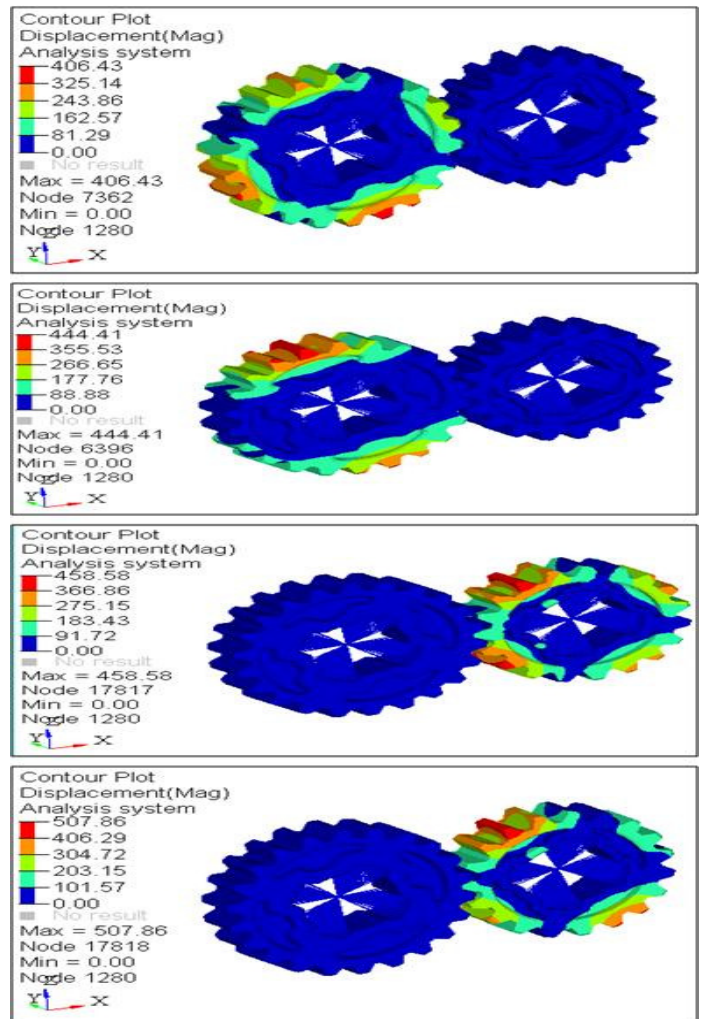 Contour Plot
Displacement(Mag)
Analysis system
406.43
325.14
243.86
162.57
81.29
0.00
No result
Max = 406.43
Node 7362
Min = 0.00
Node 1280
Z
Y X
Contour Plot
Displacement(Mag)
Analysis system
444.41
355.53
266.65
177.76
88.88
0.00
No result
Max = 444.41
Node 6396
Min = 0.00
Node 1280
Z
Y X
Contour Plot
Displacement(Mag)
Analysis system
458.58
366.86
275.15
183.43
91.72
0.00
No result
Max = 458.58
Node 17817
Min = 0.00
Node 1280
Z
Y X
Contour Plot
Displacement(Mag)
Analysis system
507.86
406.29
304.72
203.15
101.57
0.00
No result
Max = 507.86
Node 17818
Min = 0.00
Node 1280
Z
Y X